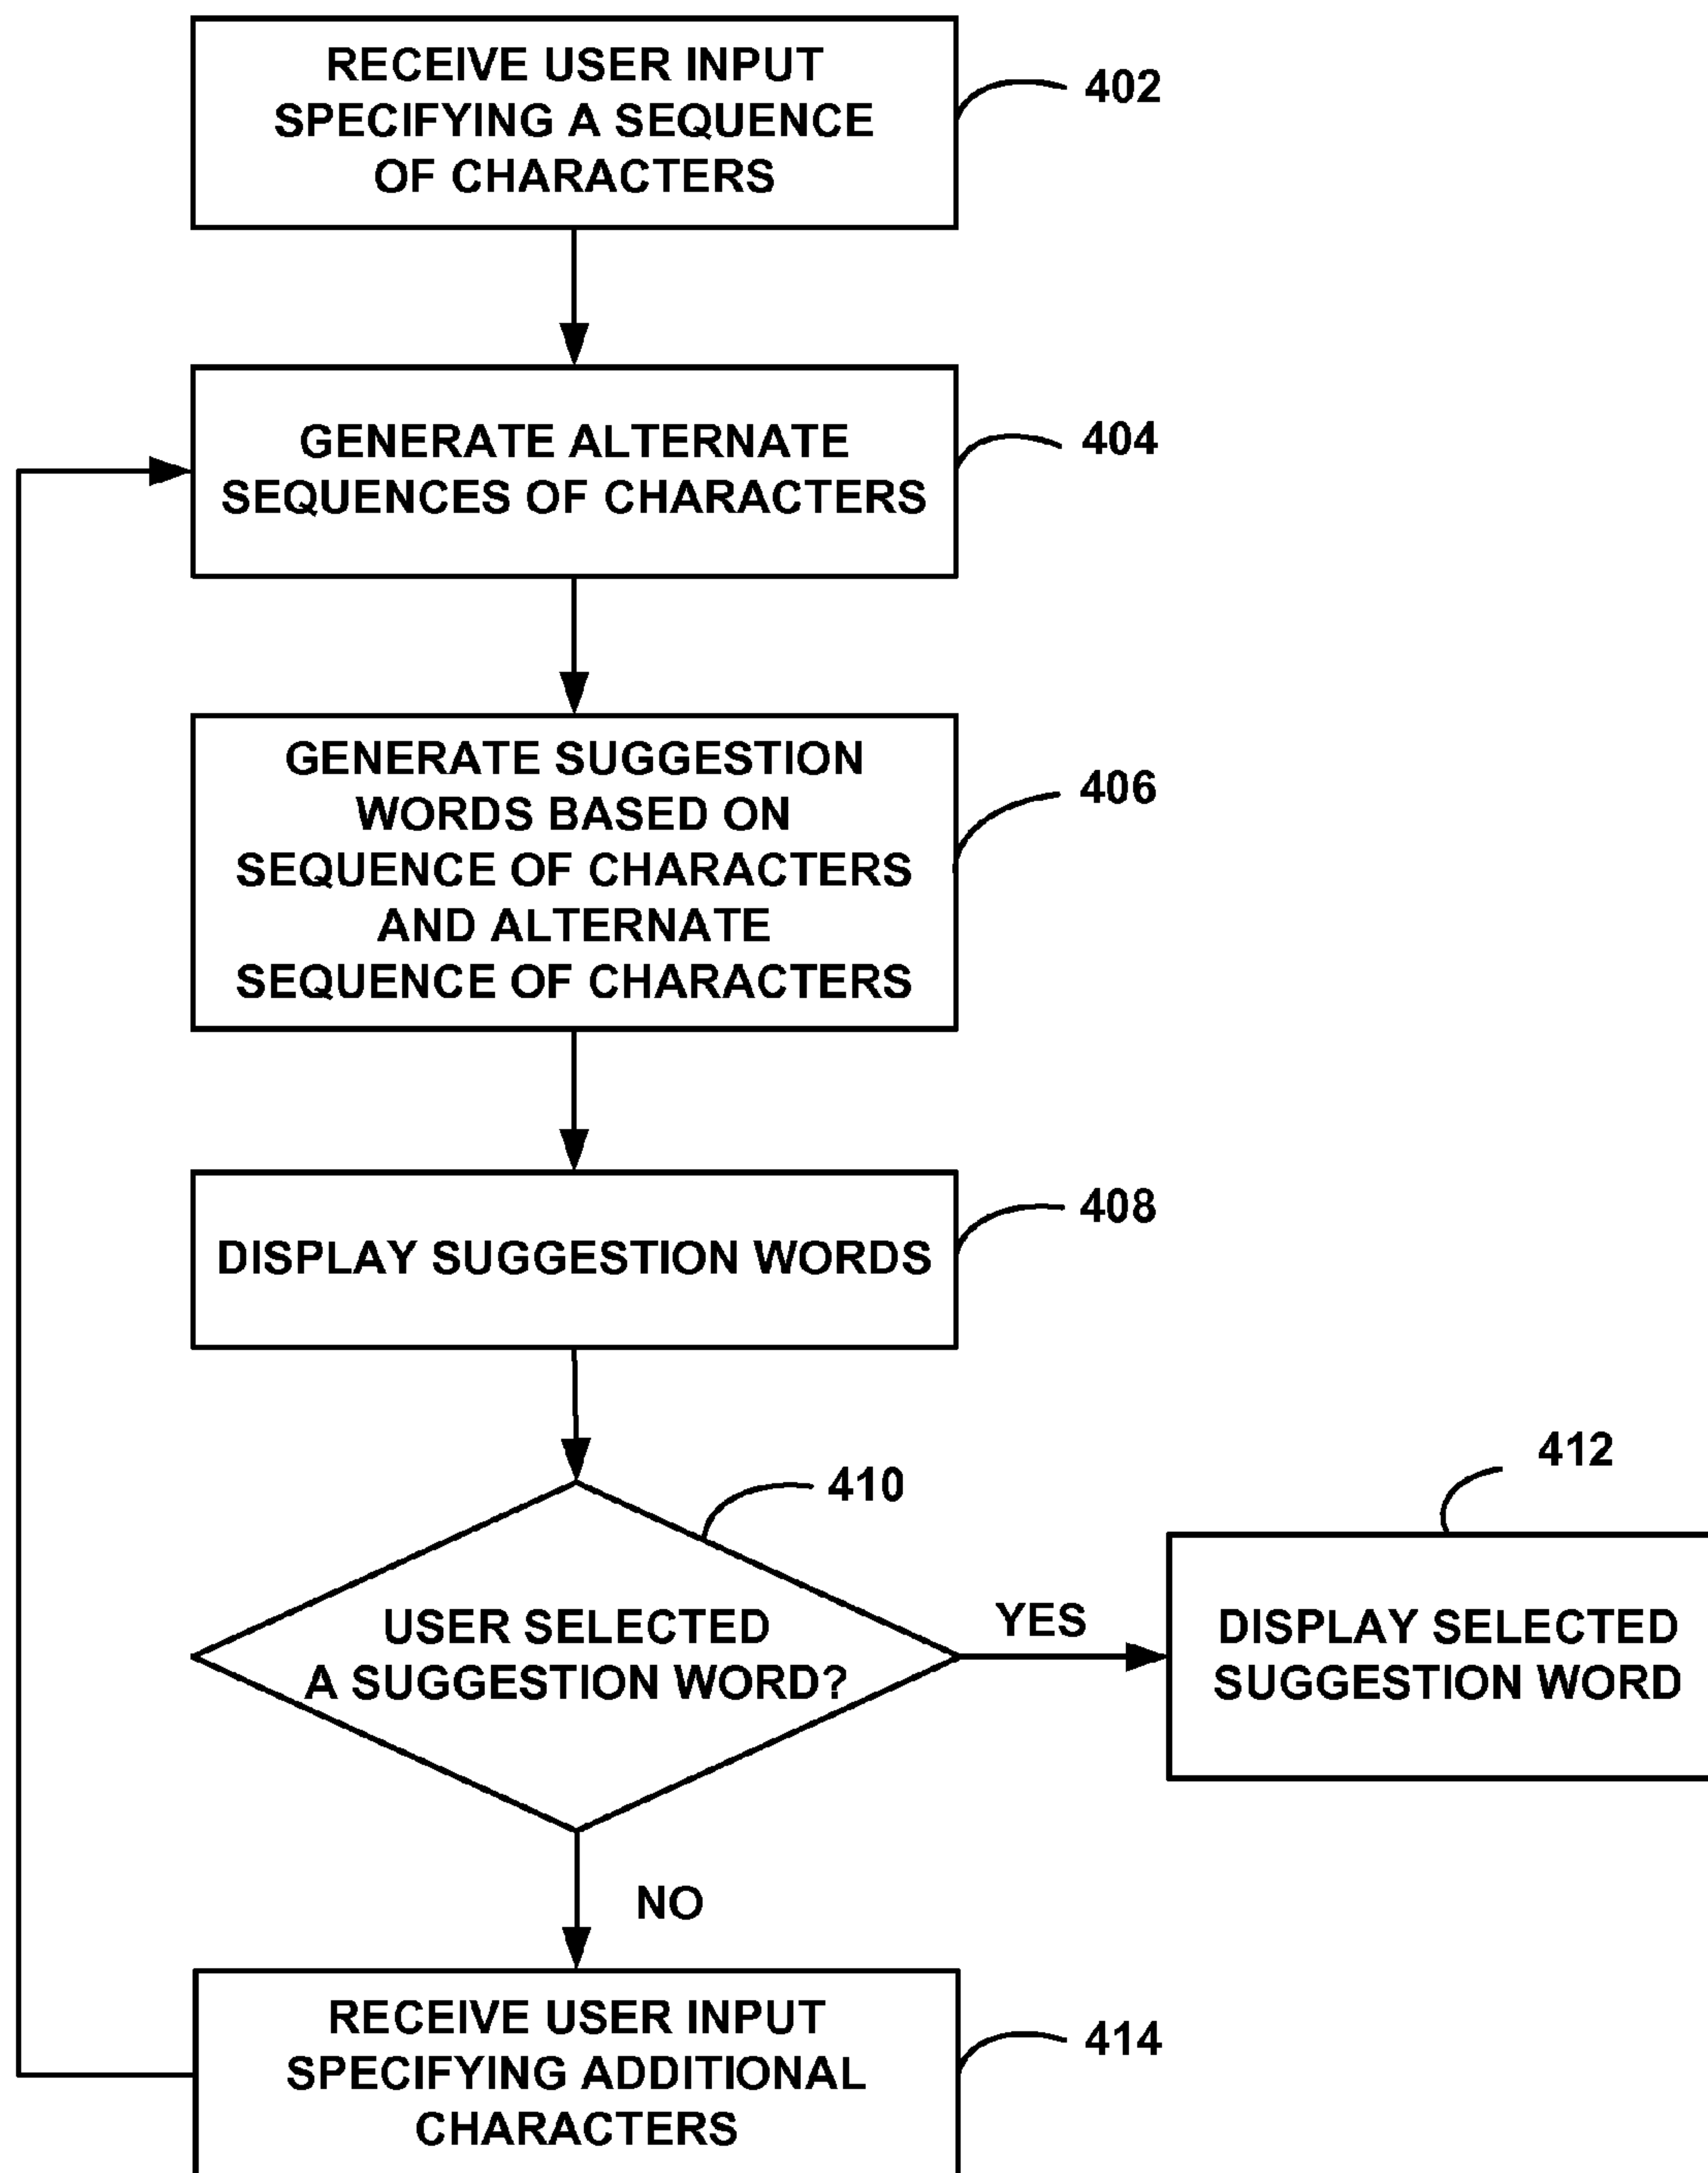 RECEIVE USER INPUT
SPECIFYING A SEQUENCE
OF CHARACTERS
402
GENERATE ALTERNATE
SEQUENCES OF CHARACTERS
404
GENERATE SUGGESTION
WORDS BASED ON
SEQUENCE OF CHARACTERS
AND ALTERNATE
SEQUENCE OF CHARACTERS
406
DISPLAY SUGGESTION WORDS
408
USER SELECTED
A SUGGESTION WORD?
410
YES
DISPLAY SELECTED
SUGGESTION WORD
412
NO
RECEIVE USER INPUT
SPECIFYING ADDITIONAL
CHARACTERS
414